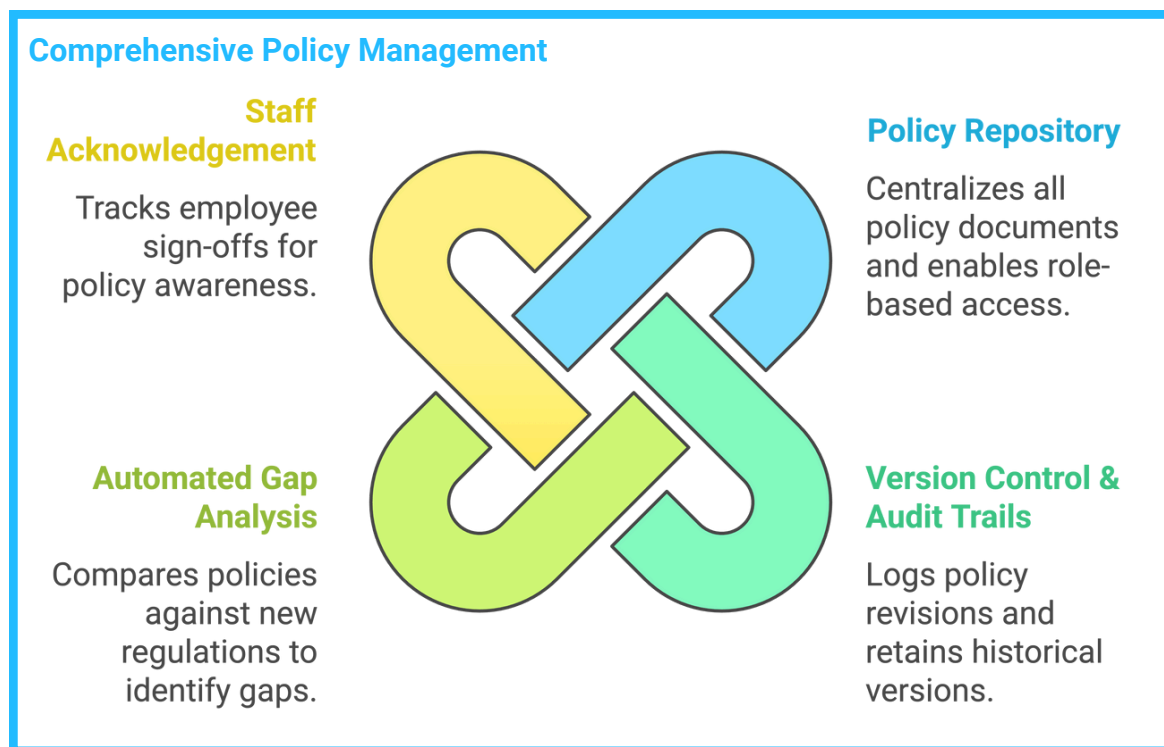 Comprehensive Policy Management
Staff
Acknowledgement
Tracks employee
sign-offs for
policy awareness.
Policy Repository
Centralizes all
policy documents
and enables role-
based access.
Automated Gap
Analysis
Compares policies
against new
regulations to
identify gaps.
Version Control &
Audit Trails
Logs policy
revisions and
retains historical
versions.